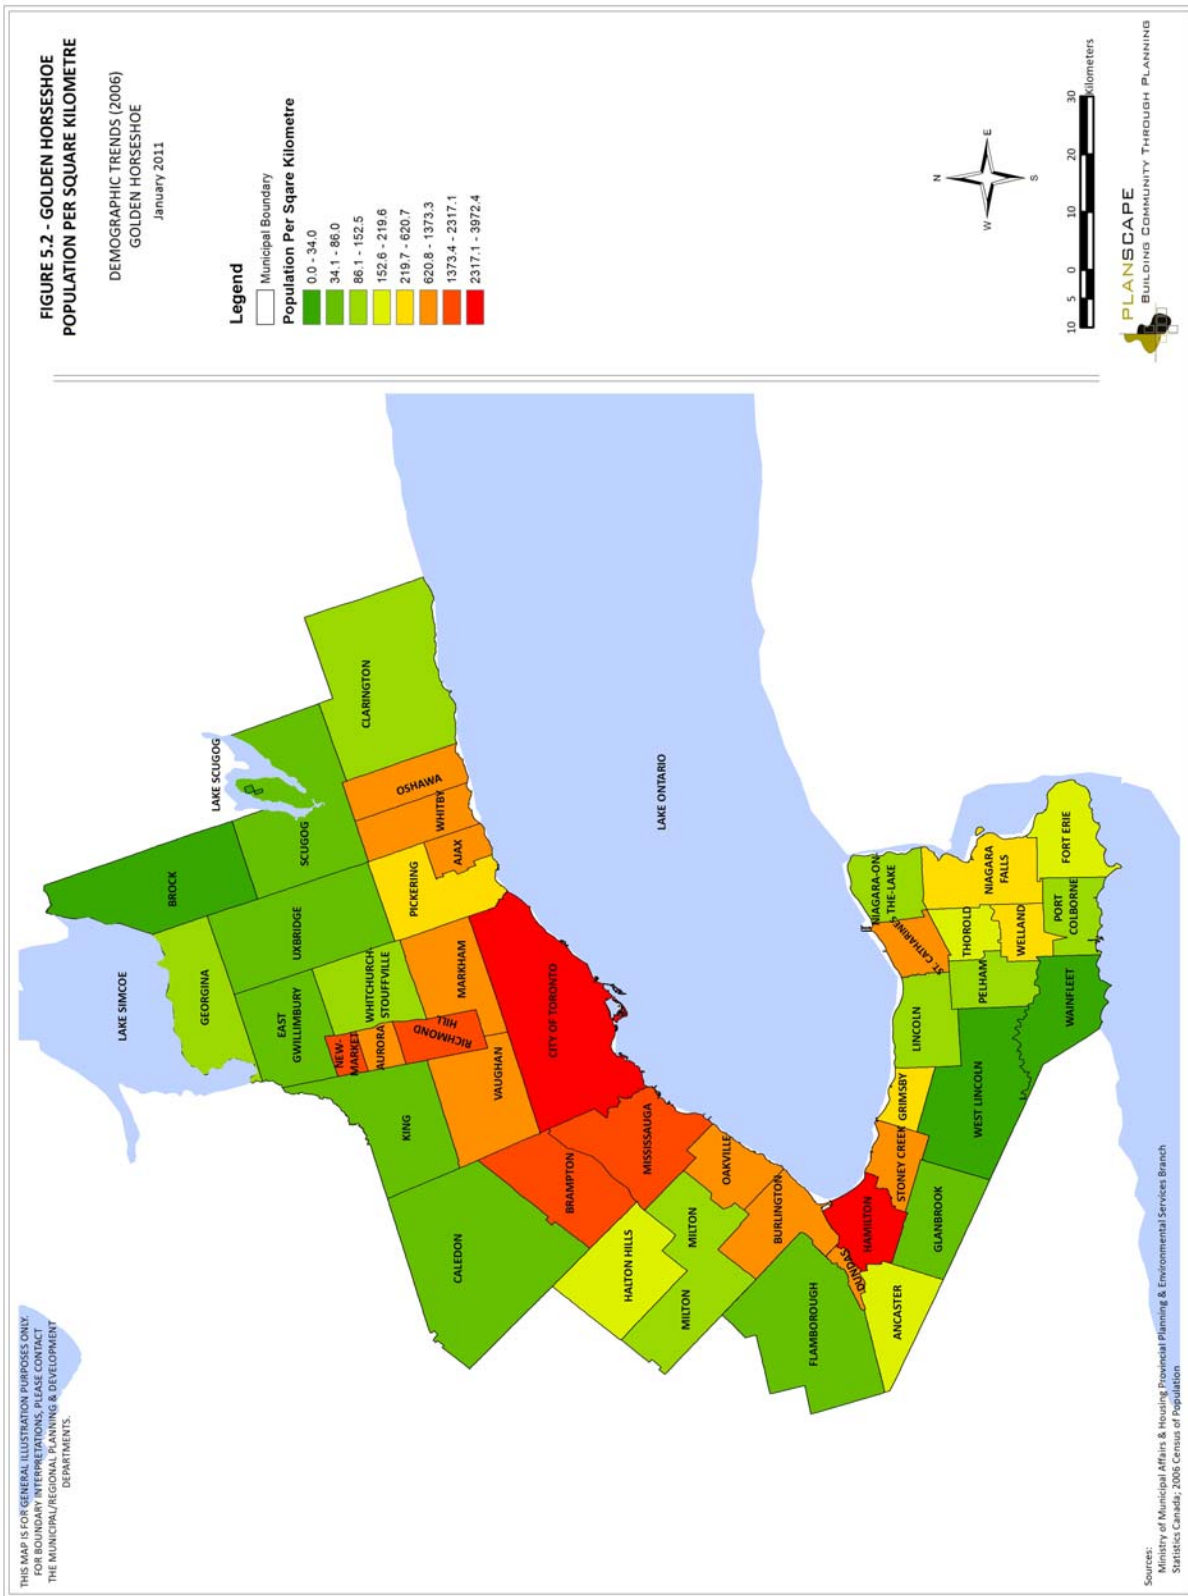 FIGURE 5.2 - GOLDEN HORSESHOE
POPULATION PER SQUARE KILOMETRE
DEMOGRAPHIC TRENDS (2006)
GOLDEN HORSESHOE
January 2011
Legend
Municipal Boundary
Population Per Sqare Kilometre
0.0 - 34.0
34.1 - 86.0
86.1 - 152.5
152.6 - 219.6
219.7 - 620.7
620.8 - 1373.3
1373.4 - 2317.1
2317.1 - 3972.4
N
W
E
S
10
5
0
10
20
30
Kilometers
PLANSCAPE
BUILDING COMMUNITY THROUGH PLANNING
THIS MAP IS FOR GENERAL ILLUSTRATION PURPOSES ONLY.
FOR BOUNDARY INTERPRETATIONS, PLEASE CONTACT
THE MUNICIPAL/REGIONAL PLANNING & DEVELOPMENT
DEPARTMENTS.
LAKE SIMCOE
LAKE SCUGOG
BROCK
GEORGINA
SCUGOG
UXBRIDGE
EAST
GWILLIMBURY
CLARINGTON
WHITCHURCH-
STOUFFVILLE
NEW-
MARKET
AURORA
RICHMOND
HILL
KING
OSHAWA
WHITBY
AJAX
PICKERING
MARKHAM
VAUGHAN
CALEDON
CITY OF TORONTO
BRAMPTON
MISSISSAUGA
HALTON HILLS
MILTON
MILTON
OAKVILLE
BURLINGTON
LAKE ONTARIO
FLAMBOROUGH
DUNDAS
HAMILTON
ANCASTER
STONEY CREEK
GLANBROOK
GRIMSBY
LINCOLN
WEST LINCOLN
NIAGARA-ON-
THE-LAKE
ST. CATHARINES
THOROLD
NIAGARA
FALLS
PELHAM
WELLAND
FORT ERIE
PORT
COLBORNE
WAINFLEET
Sources:
Ministry of Municipal Affairs & Housing Provincial Planning & Environmental Services Branch
Statistics Canada; 2006 Census of Population